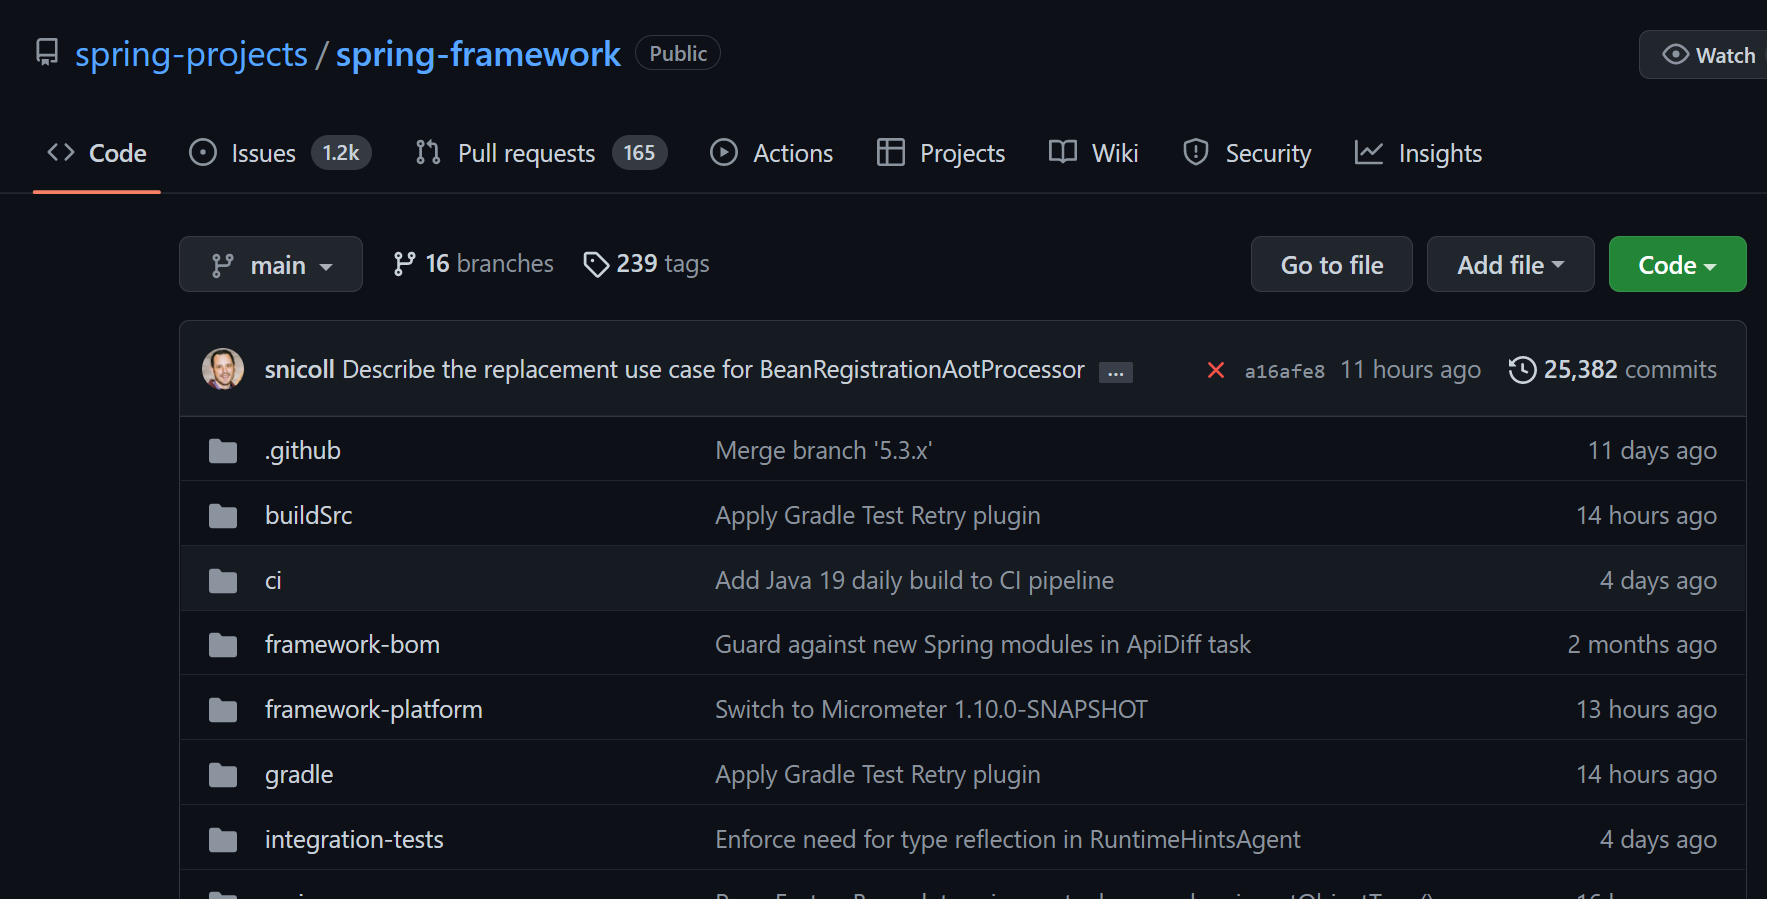 spring-projects / spring-framework Public Watch
Code Issues 1.2k Pull requests 165 Actions Projects Wiki Security Insights
main 16 branches 239 tags Go to file Add file Code
snicoll Describe the replacement use case for BeanRegistrationAotProcessor ... a16afe8 11 hours ago 25,382 commits
.github Merge branch '5.3.x' 11 days ago
buildSrc Apply Gradle Test Retry plugin 14 hours ago
ci Add Java 19 daily build to CI pipeline 4 days ago
framework-bom Guard against new Spring modules in ApiDiff task 2 months ago
framework-platform Switch to Micrometer 1.10.0-SNAPSHOT 13 hours ago
gradle Apply Gradle Test Retry plugin 14 hours ago
integration-tests Enforce need for type reflection in RuntimeHintsAgent 4 days ago